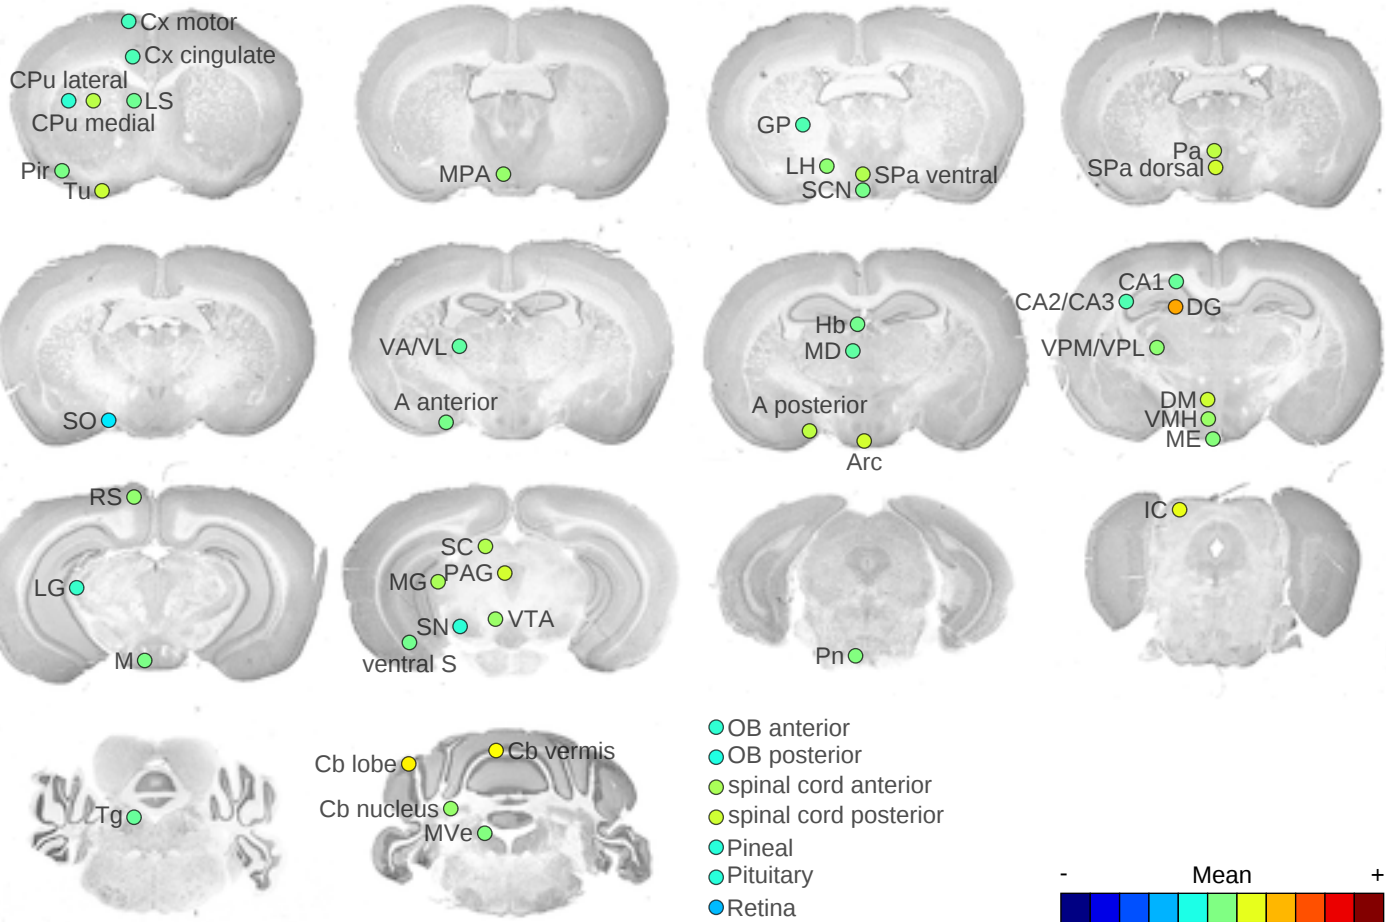 Cx motor
Cx cingulate
CPu lateral
LS
CPu medial
Pir
Tu
MPA
GP
LH
SPa ventral
SCN
Pa
SPa dorsal
SO
VA/VL
A anterior
Hb
MD
A posterior
Arc
CA1
CA2/CA3
DG
VPM/VPL
DM
VMH
ME
RS
LG
M
SC
MG
PAG
SN
VTA
ventral S
Pn
IC
Tg
Cb lobe
Cb vermis
Cb nucleus
MVe
OB anterior
OB posterior
spinal cord anterior
spinal cord posterior
Pineal
Pituitary
Retina
- Mean +